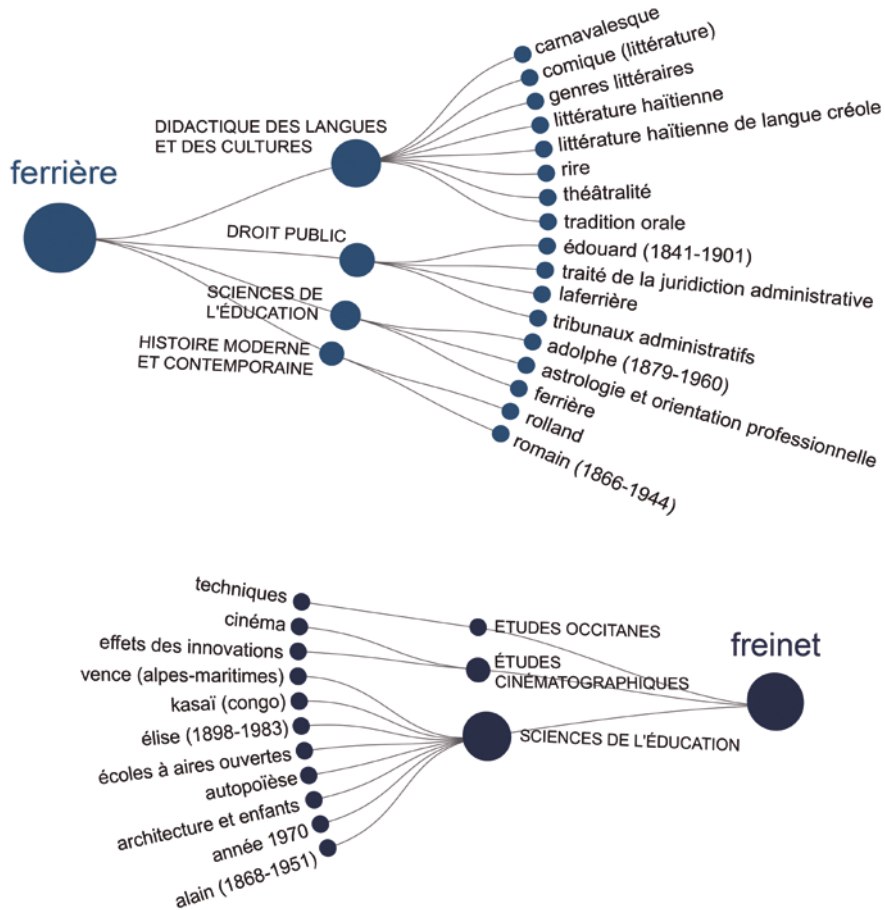 carnavalesque
comique (littérature)
genres littéraires
littérature haïtienne
littérature haïtienne de langue créole
rire
théâtralité
tradition orale
édouard (1841-1901)
traité de la juridiction administrative
laferrière
tribunaux administratifs
adolphe (1879-1960)
astrologie et orientation professionnelle
ferrière
rolland
romain (1866-1944)
DIDACTIQUE DES LANGUES
ET DES CULTURES
ferrière
DROIT PUBLIC
SCIENCES DE
L'ÉDUCATION
HISTOIRE MODERNE
ET CONTEMPORAINE
techniques
cinéma
effets des innovations
vence (alpes-maritimes)
kasaï (congo)
élise (1898-1983)
écoles à aires ouvertes
autopoïèse
architecture et enfants
année 1970
alain (1868-1951)
ETUDES OCCITANES
ÉTUDES
CINÉMATOGRAPHIQUES
SCIENCES DE L'ÉDUCATION
freinet